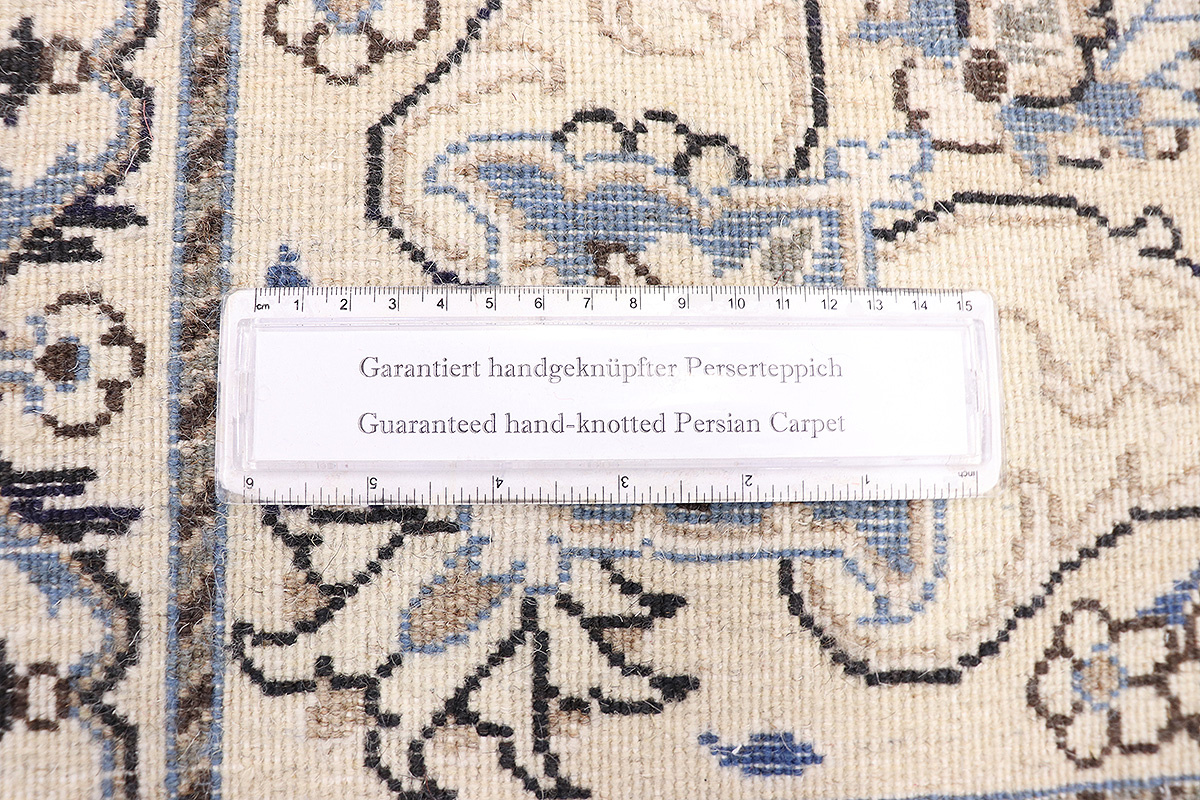 cm 1 2 3 4 5 6 7 8 9 10 11 12 13 14 15
Garantiert handgeknüpfter Perserteppich
Guaranteed hand-knotted Persian Carpet
6 5 4 3 2 1 inch